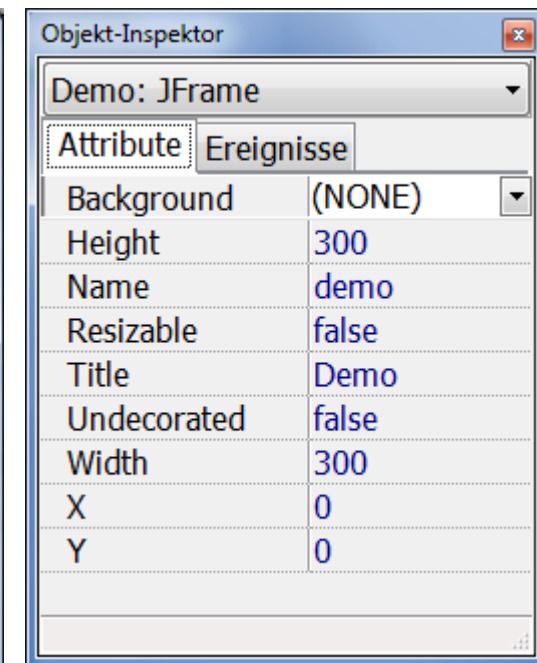 Objekt-Inspektor
Demo: JFrame
Attribute Ereignisse
Background (NONE)
Height 300
Name demo
Resizable false
Title Demo
Undecorated false
Width 300
X 0
Y 0